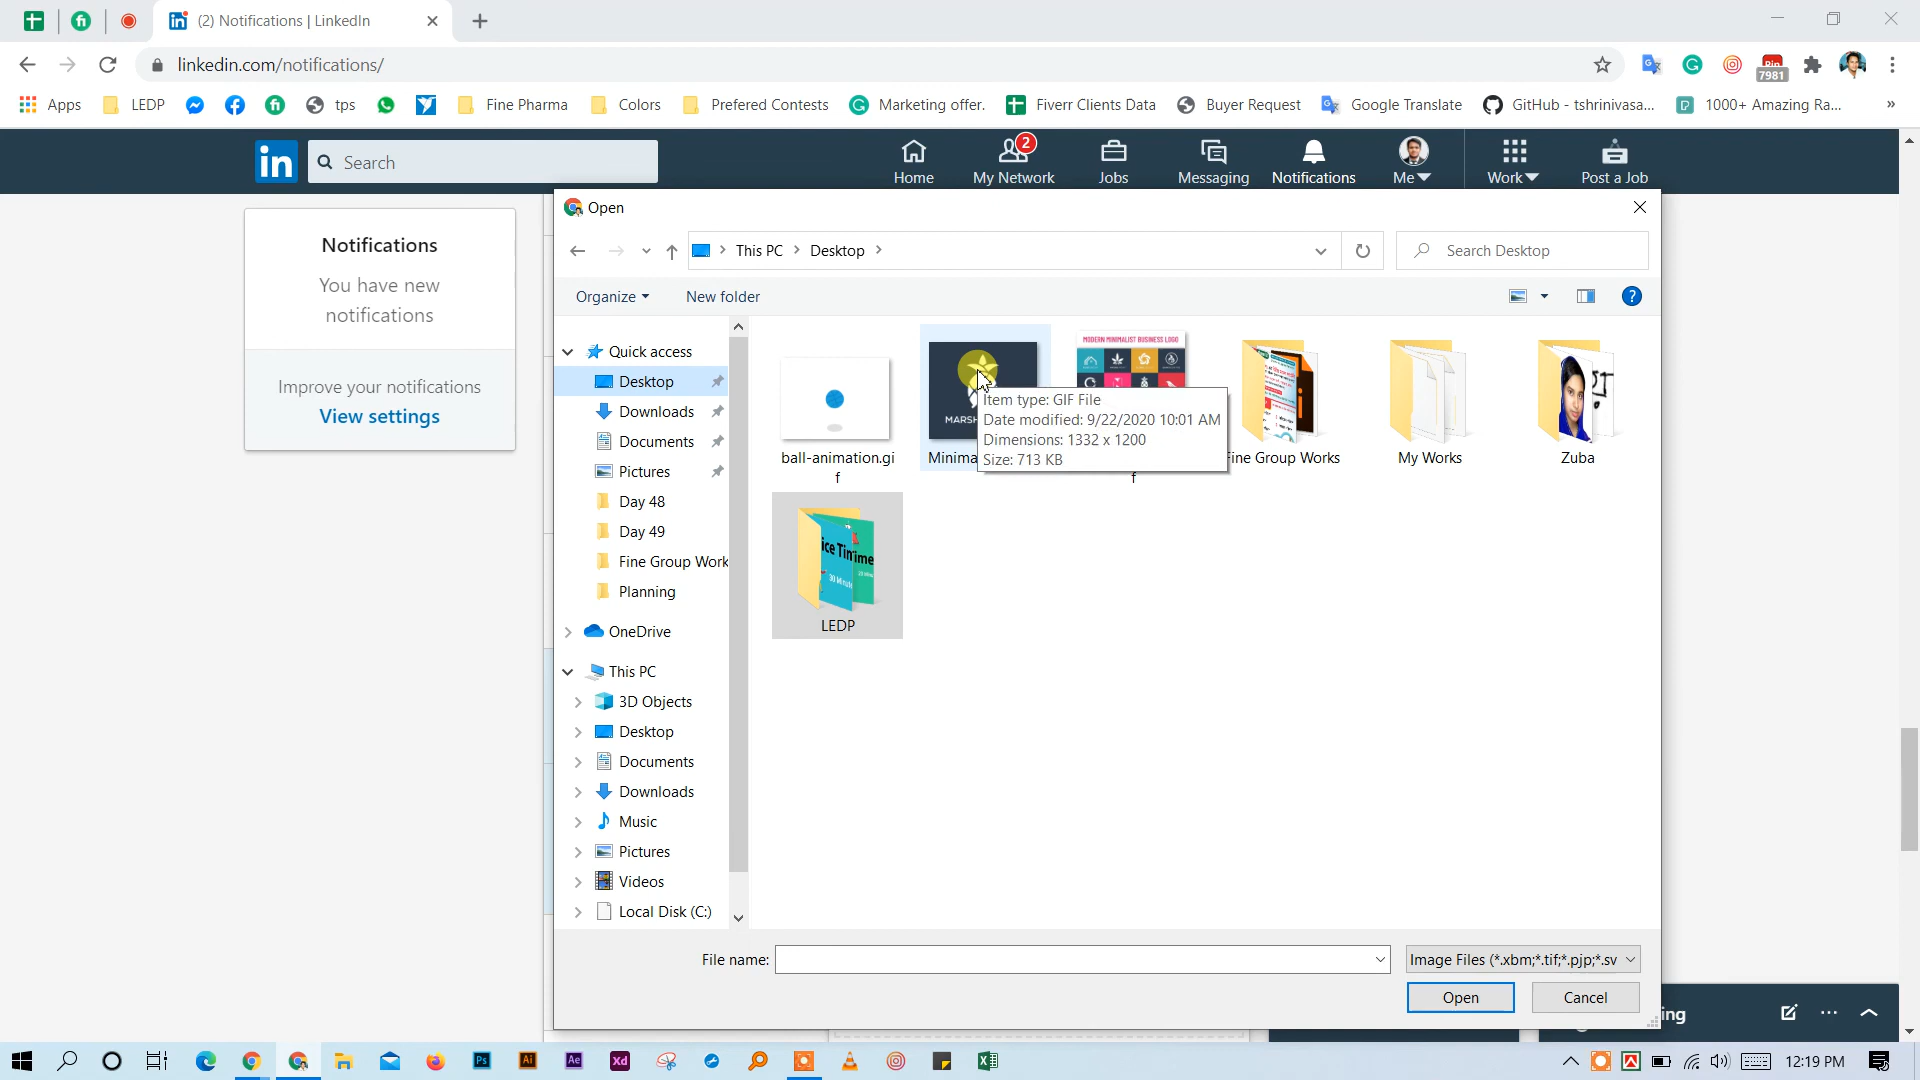 (2) Notifications | LinkedIn
linkedin.com/notifications/
7981
Apps LEDP tps Fine Pharma Colors Prefered Contests Marketing offer. Fiverr Clients Data Buyer Request Google Translate GitHub - tshrinivasa... 1000+ Amazing Ra... »
in Search
2
Home My Network Jobs Messaging Notifications Me Work Post a Job
Notifications
You have new
notifications
Improve your notifications
View settings
Open
This PC > Desktop >
Search Desktop
Organize New folder
Quick access
Desktop
Downloads
Documents
Pictures
Day 48
Day 49
Fine Group Work
Planning
OneDrive
This PC
3D Objects
Desktop
Documents
Downloads
Music
Pictures
Videos
Local Disk (C:)
MODERN MINIMALIST BUSINESS LOGO
MARSH
ball-animation.gi
f
Minima
f
Fine Group Works
My Works
Zuba
Item type: GIF File
Date modified: 9/22/2020 10:01 AM
Dimensions: 1332 x 1200
Size: 713 KB
LEDP
File name:
Image Files (*.xbm;*.tif;*.pjp;*.sv
Open Cancel
ing
Ps Ai Ae Xd
12:19 PM